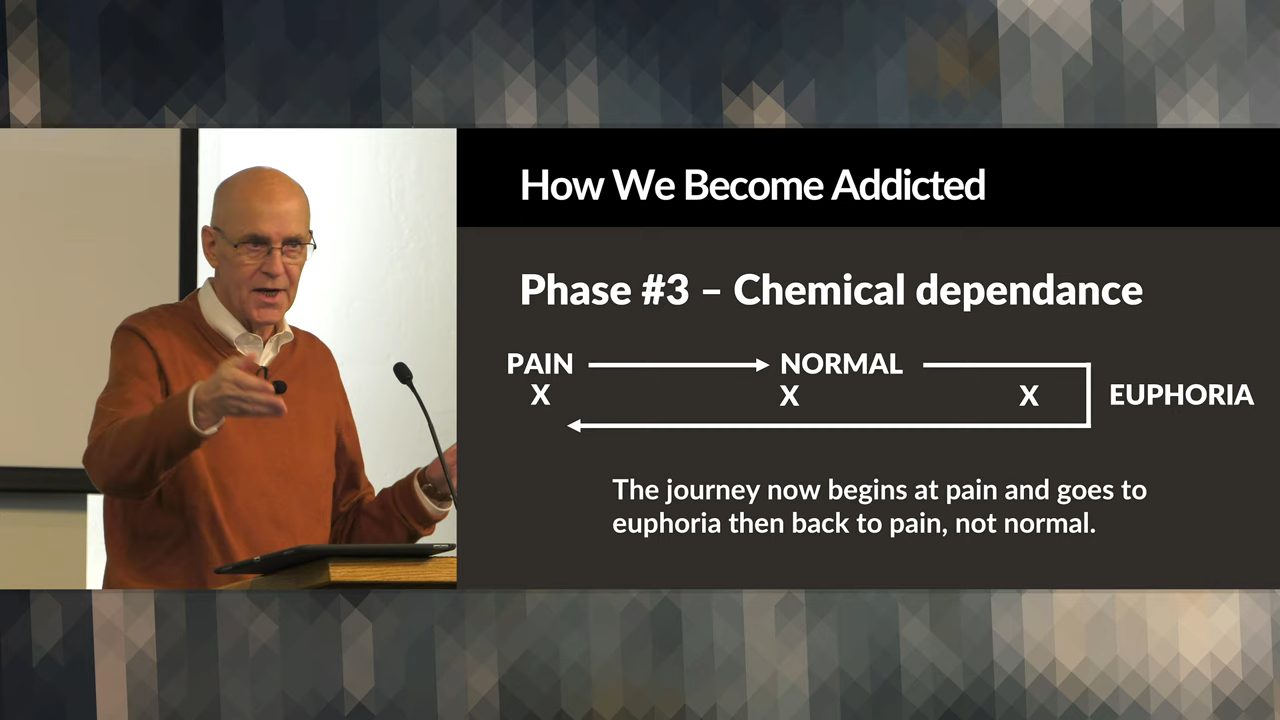 How We Become Addicted
Phase #3 – Chemical dependance
PAIN NORMAL
X X X EUPHORIA
The journey now begins at pain and goes to
euphoria then back to pain, not normal.